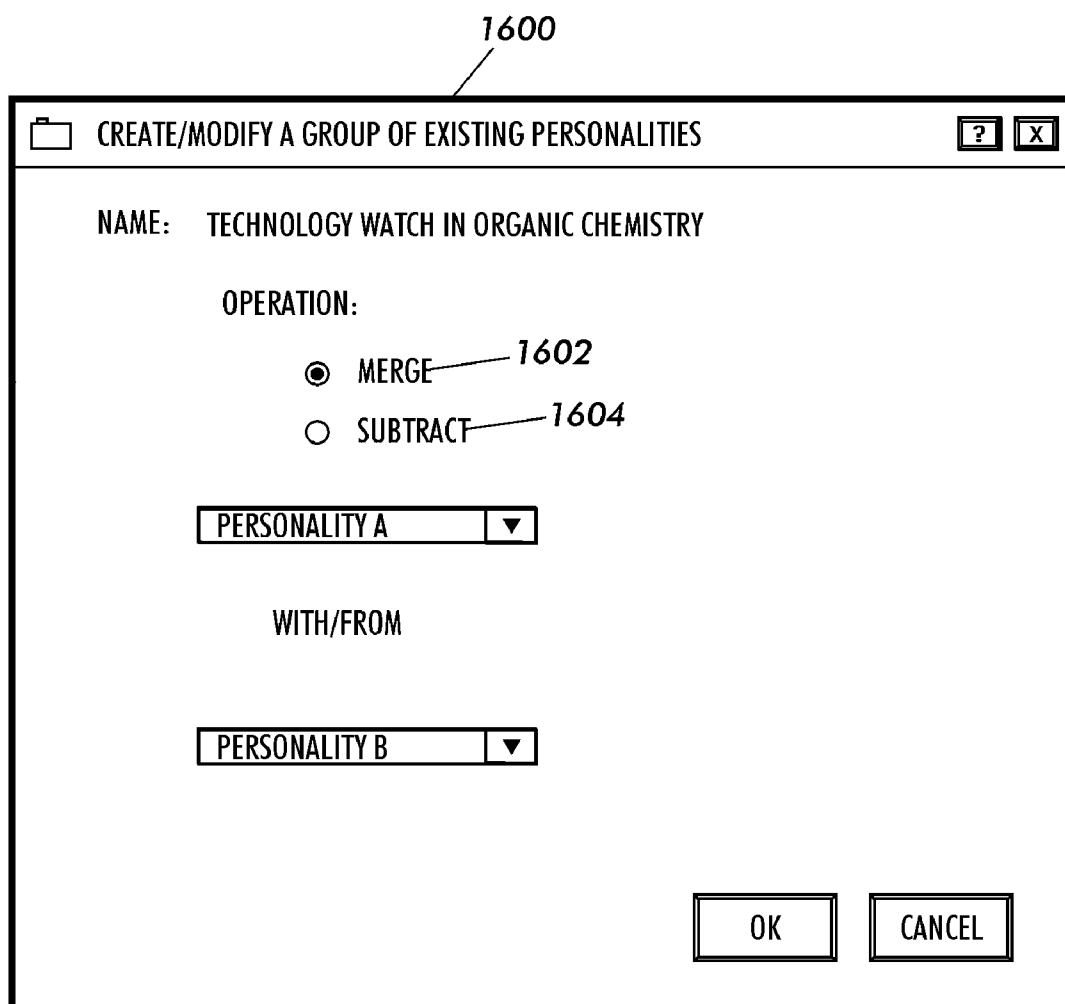 1600
CREATE/MODIFY A GROUP OF EXISTING PERSONALITIES ? X
NAME: TECHNOLOGY WATCH IN ORGANIC CHEMISTRY
OPERATION:
MERGE 1602
SUBTRACT 1604
PERSONALITY A
WITH/FROM
PERSONALITY B
OK CANCEL